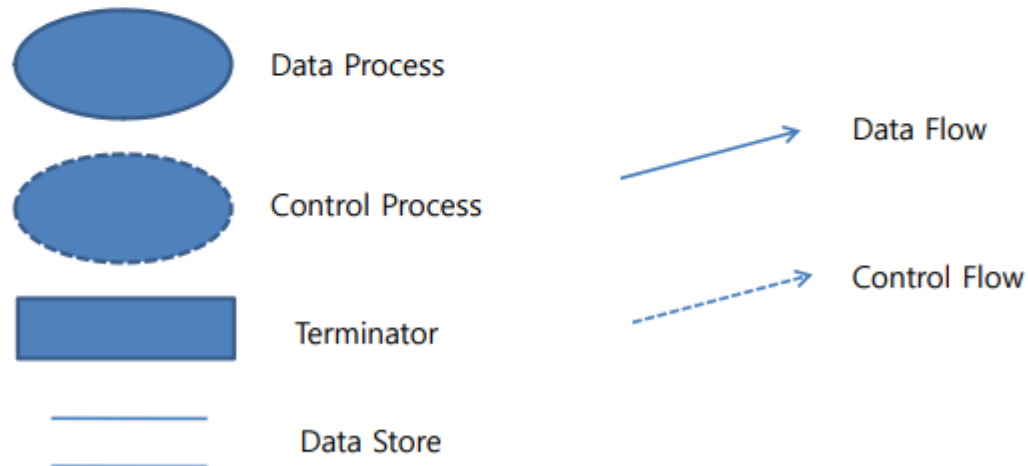 Data Process
Control Process
Terminator
Data Store
Data Flow
Control Flow